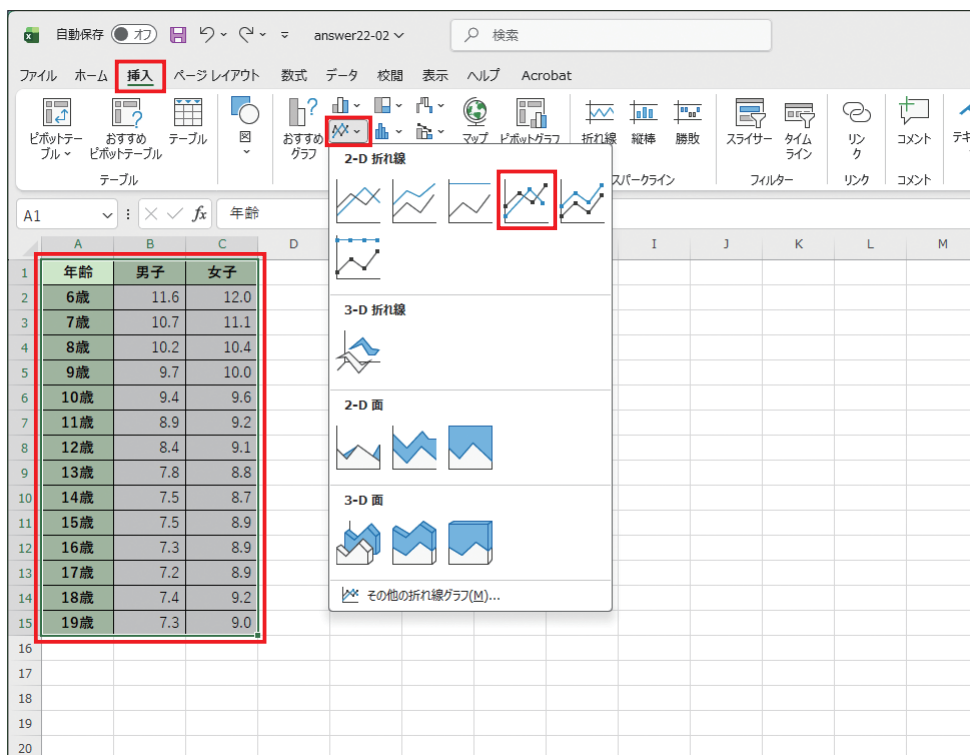 自動保存 オフ answer22-02 検索
ファイル ホーム 挿入 ページ レイアウト 数式 データ 校閲 表示 ヘルプ Acrobat
ピボットテーブル おすすめピボットテーブル テーブル 図 おすすめグラフ マップ ピボットグラフ 折れ線 縦棒 勝敗 スライサー タイムライン リンク コメント テキ
テーブル スパークライン フィルター リンク コメント
A1 fx 年齢
A B C D I J K L M
1 年齢 男子 女子
2 6歳 11.6 12.0
3 7歳 10.7 11.1
4 8歳 10.2 10.4
5 9歳 9.7 10.0
6 10歳 9.4 9.6
7 11歳 8.9 9.2
8 12歳 8.4 9.1
9 13歳 7.8 8.8
10 14歳 7.5 8.7
11 15歳 7.5 8.9
12 16歳 7.3 8.9
13 17歳 7.2 8.9
14 18歳 7.4 9.2
15 19歳 7.3 9.0
16
17
18
19
20
2-D 折れ線
3-D 折れ線
2-D 面
3-D 面
その他の折れ線グラフ(M)...